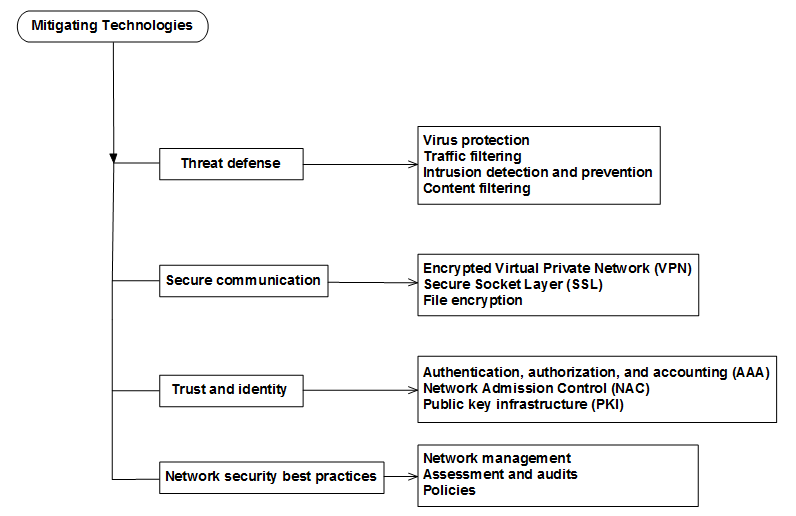 Mitigating Technologies
Threat defense
Virus protection
Traffic filtering
Intrusion detection and prevention
Content filtering
Secure communication
Encrypted Virtual Private Network (VPN)
Secure Socket Layer (SSL)
File encryption
Trust and identity
Authentication, authorization, and accounting (AAA)
Network Admission Control (NAC)
Public key infrastructure (PKI)
Network security best practices
Network management
Assessment and audits
Policies